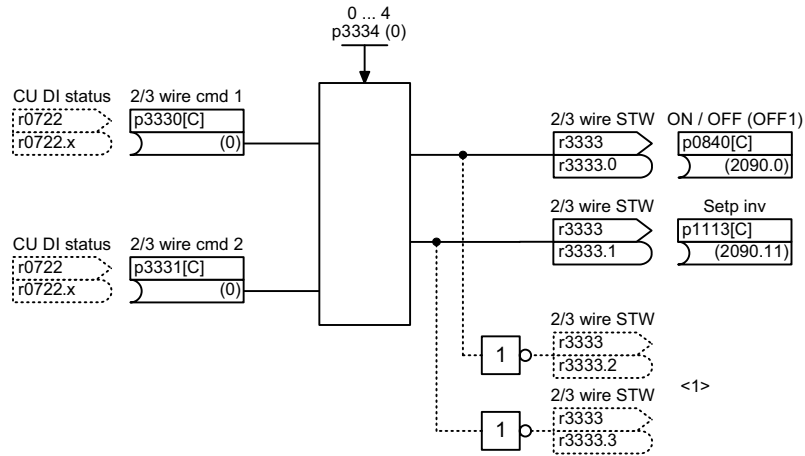 0 ... 4
p3334 (0)
CU DI status
2/3 wire cmd 1
r0722
p3330[C]
r0722.x
(0)
2/3 wire STW
ON / OFF (OFF1)
r3333
p0840[C]
r3333.0
(2090.0)
2/3 wire STW
Setp inv
r3333
p1113[C]
r3333.1
(2090.11)
CU DI status
2/3 wire cmd 2
r0722
p3331[C]
r0722.x
(0)
2/3 wire STW
r3333
1
r3333.2
<1>
2/3 wire STW
r3333
1
r3333.3